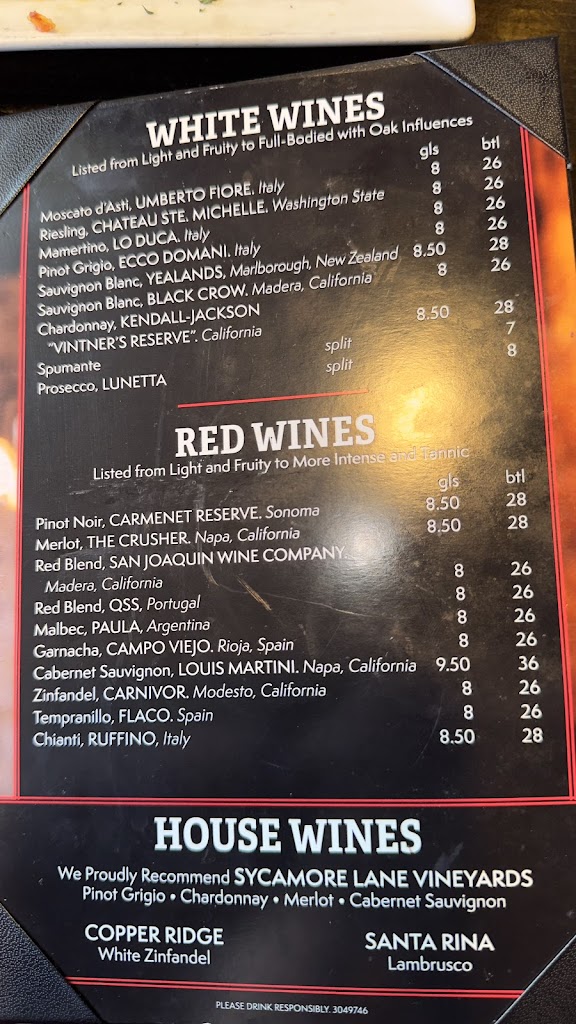 WHITE WINES
Listed from Light and Fruity to Full-Bodied with Oak Influences
gls btl
Moscato d'Asti, UMBERTO FIORE. Italy 8 26
Riesling, CHATEAU STE. MICHELLE. Washington State 8 26
Mamertino, LO DUCA. Italy 8 26
Pinot Grigio, ECCO DOMANI. Italy 8 26
Sauvignon Blanc, YEALANDS, Marlborough, New Zealand 8.50 28
Sauvignon Blanc, BLACK CROW. Madera, California 8 26
Chardonnay, KENDALL-JACKSON
"VINTNER'S RESERVE". California 8.50 28
Spumante split 7
Prosecco, LUNETTA split 8
RED WINES
Listed from Light and Fruity to More Intense and Tannic
gls btl
Pinot Noir, CARMENET RESERVE. Sonoma 8.50 28
Merlot, THE CRUSHER. Napa, California 8.50 28
Red Blend, SAN JOAQUIN WINE COMPANY.
Madera, California 8 26
Red Blend, QSS, Portugal 8 26
Malbec, PAULA, Argentina 8 26
Garnacha, CAMPO VIEJO. Rioja, Spain 8 26
Cabernet Sauvignon, LOUIS MARTINI. Napa, California 9.50 36
Zinfandel, CARNIVOR. Modesto, California 8 26
Tempranillo, FLACO. Spain 8 26
Chianti, RUFFINO, Italy 8.50 28
HOUSE WINES
We Proudly Recommend SYCAMORE LANE VINEYARDS
Pinot Grigio • Chardonnay • Merlot • Cabernet Sauvignon
COPPER RIDGE
White Zinfandel
SANTA RINA
Lambrusco
PLEASE DRINK RESPONSIBLY. 3049746